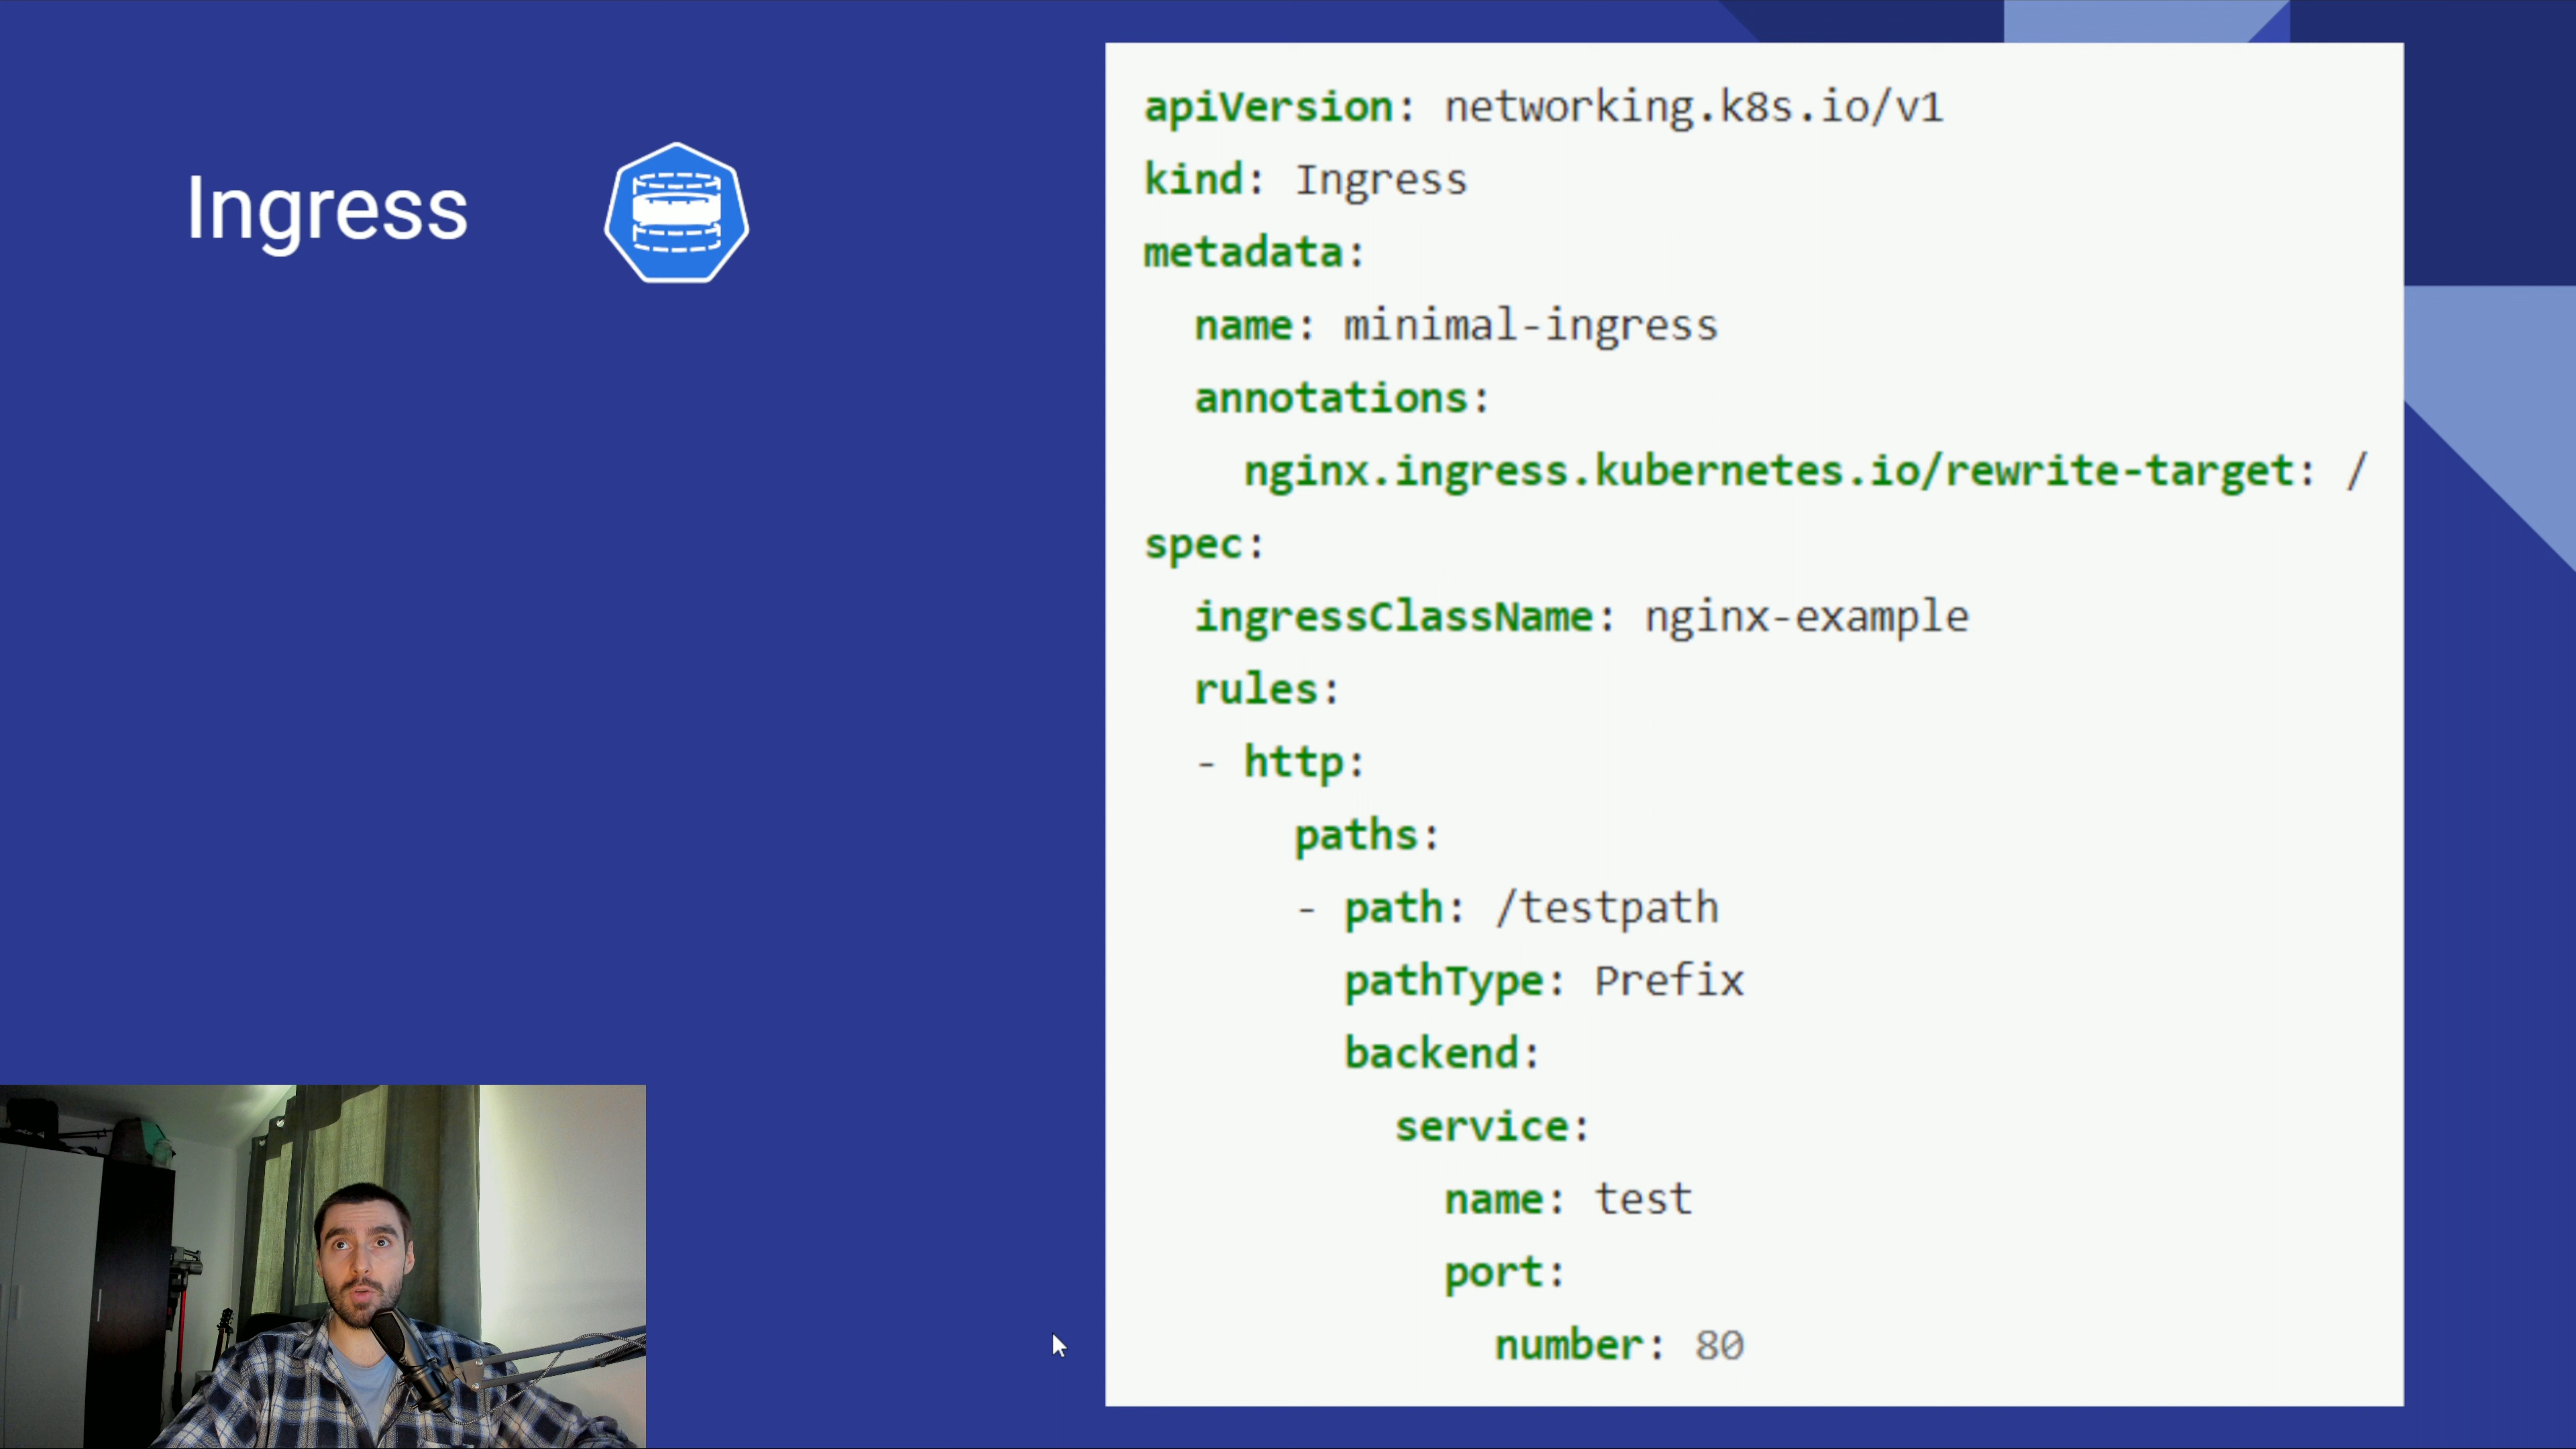 Ingress
apiVersion: networking.k8s.io/v1
kind: Ingress
metadata:
  name: minimal-ingress
  annotations:
    nginx.ingress.kubernetes.io/rewrite-target: /
spec:
  ingressClassName: nginx-example
  rules:
  - http:
      paths:
      - path: /testpath
        pathType: Prefix
        backend:
          service:
            name: test
            port:
              number: 80